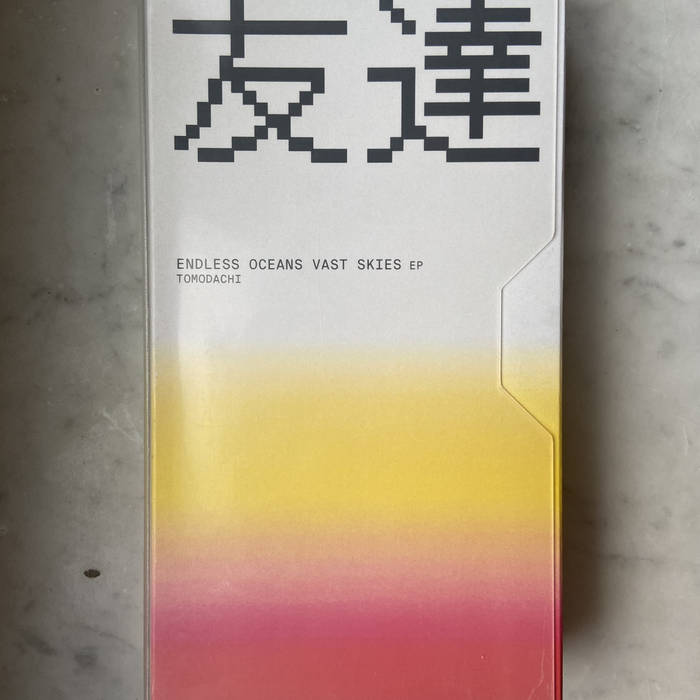 友達
ENDLESS OCEANS VAST SKIES EP
TOMODACHI